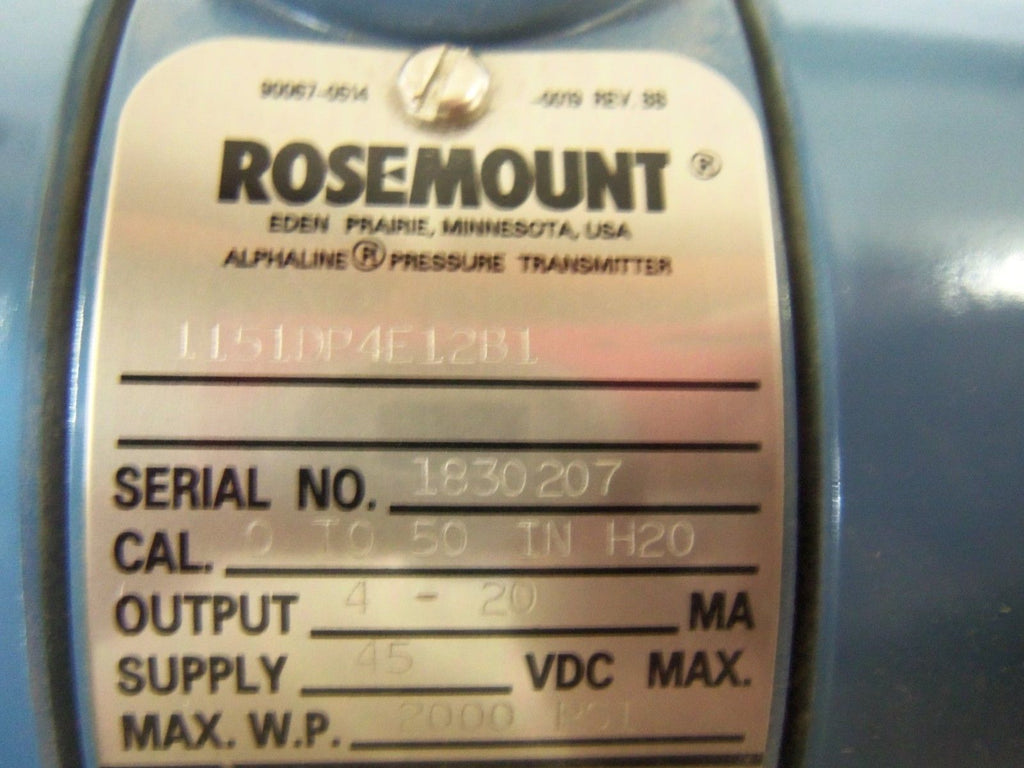 90067-0514 -0019 REV. BB
ROSEMOUNT ®
EDEN PRAIRIE, MINNESOTA, USA
ALPHALINE ® PRESSURE TRANSMITTER
1151DP4E12B1
SERIAL NO. 1830207
CAL. 0 TO 50 IN H2O
OUTPUT 4 - 20 MA
SUPPLY 45 VDC MAX.
MAX. W.P. 2000 PSI